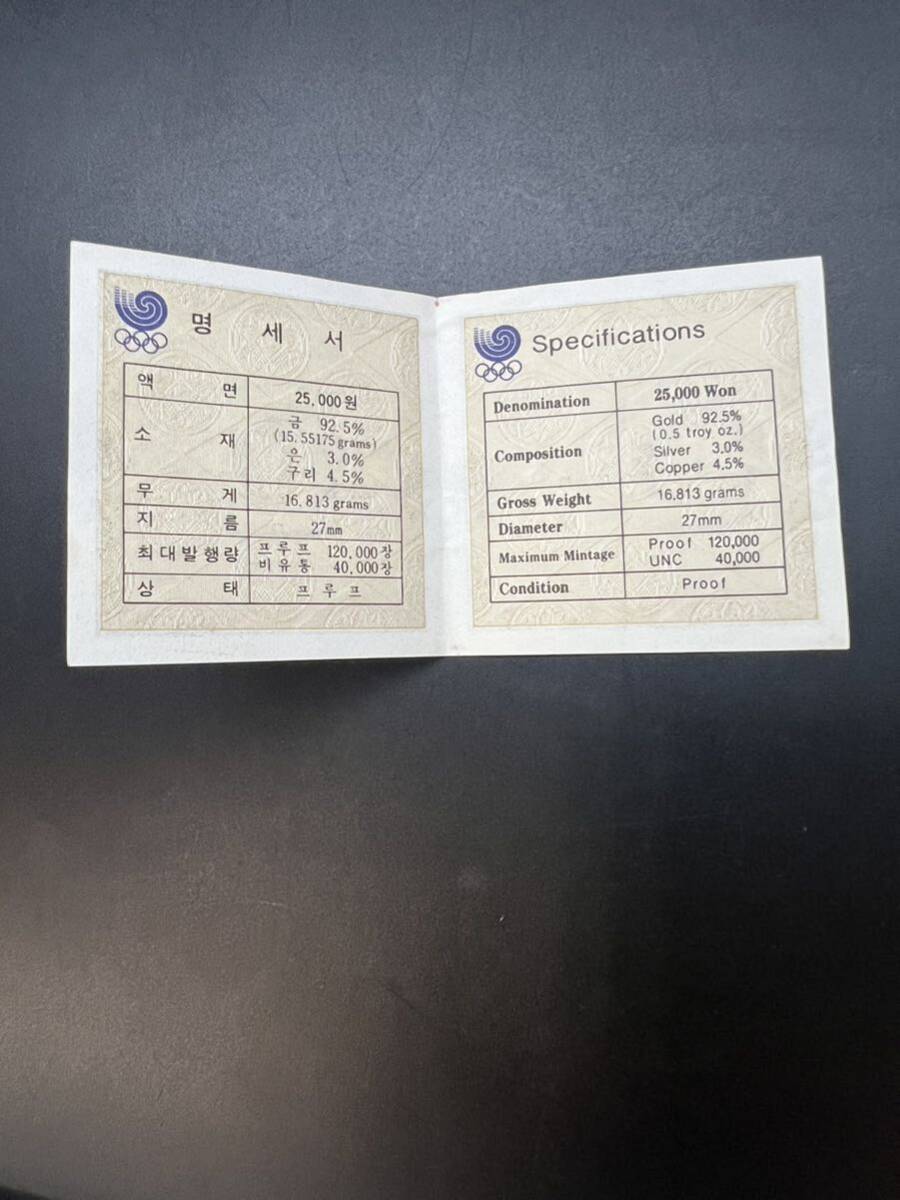 명 세 서
액 면 25,000원
소 재 금 92.5%
(15.55175 grams)
은 3.0%
구리 4.5%
무 게 16.813 grams
지 름 27mm
최대발행량 프루프 120,000장
비유통 40,000장
상 태 프 루 프
Specifications
Denomination 25,000 Won
Composition Gold 92.5%
(0.5 troy oz.)
Silver 3.0%
Copper 4.5%
Gross Weight 16.813 grams
Diameter 27mm
Maximum Mintage Proof 120,000
UNC 40,000
Condition Proof